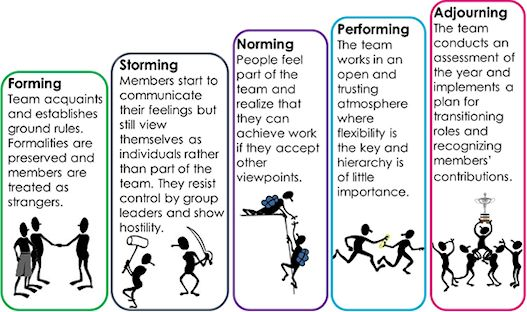 Forming
Team acquaints
and establishes
ground rules.
Formalities are
preserved and
members are
treated as
strangers.
Storming
Members start to
communicate
their feelings but
still view
themselves as
individuals rather
than part of the
team. They resist
control by group
leaders and show
hostility.
Norming
People feel
part of the
team and
realize that
they can
achieve work
if they accept
other
viewpoints.
Performing
The team
works in an
open and
trusting
atmosphere
where
flexibility is
the key and
hierarchy is
of little
importance.
Adjourning
The team
conducts an
assessment of
the year and
implements a
plan for
transitioning
roles and
recognizing
members'
contributions.